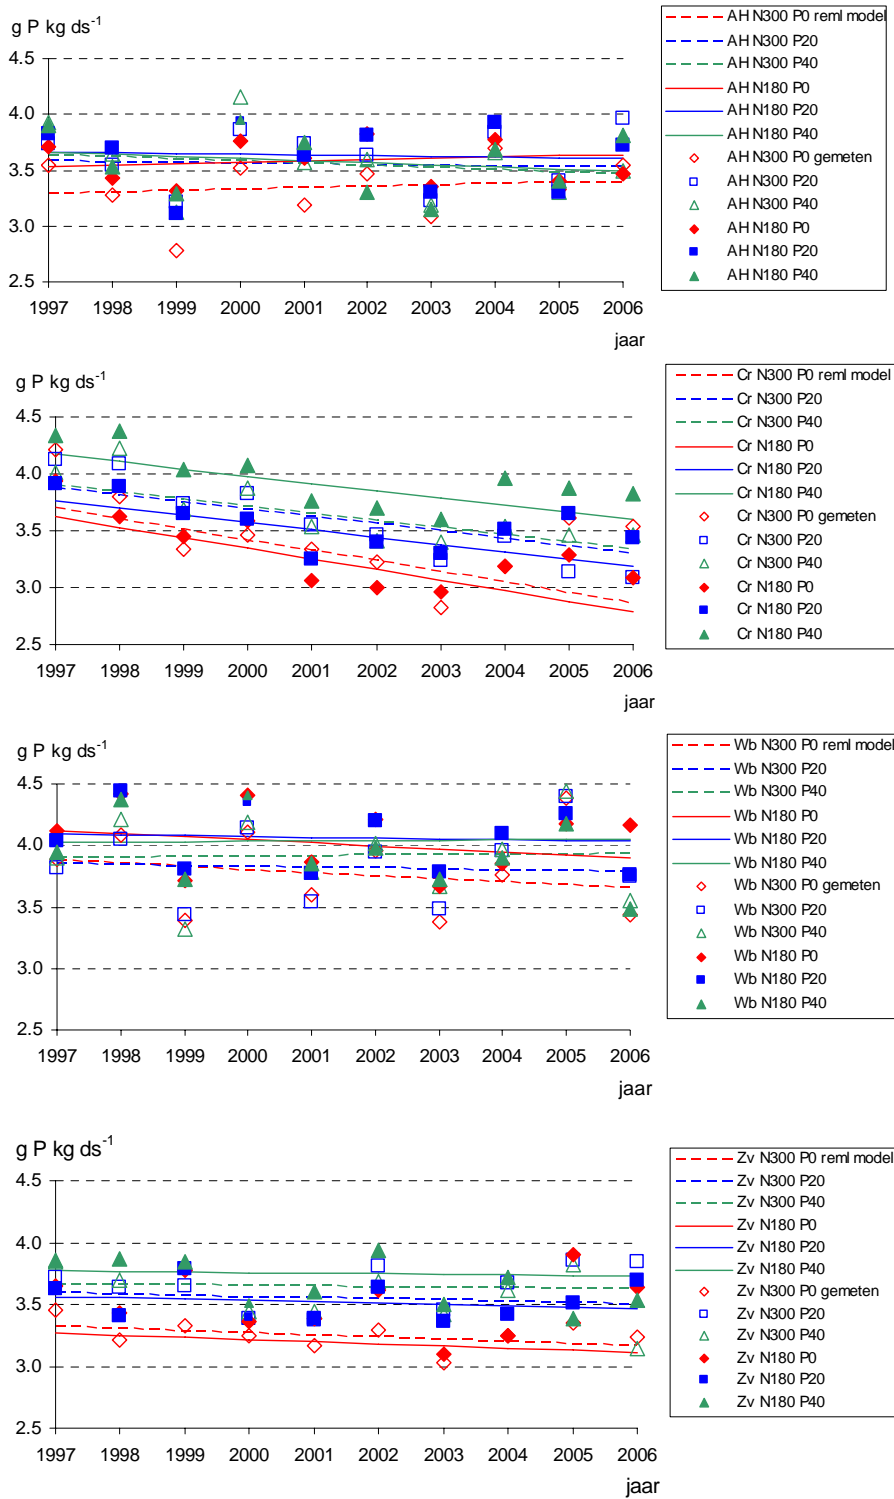 g P kg ds-1
4.5
4.0
3.5
3.0
2.5
1997 1998 1999 2000 2001 2002 2003 2004 2005 2006
jaar
AH N300 P0 reml model
AH N300 P20
AH N300 P40
AH N180 P0
AH N180 P20
AH N180 P40
AH N300 P0 gemeten
AH N300 P20
AH N300 P40
AH N180 P0
AH N180 P20
AH N180 P40
g P kg ds-1
4.5
4.0
3.5
3.0
2.5
1997 1998 1999 2000 2001 2002 2003 2004 2005 2006
jaar
Cr N300 P0 reml model
Cr N300 P20
Cr N300 P40
Cr N180 P0
Cr N180 P20
Cr N180 P40
Cr N300 P0 gemeten
Cr N300 P20
Cr N300 P40
Cr N180 P0
Cr N180 P20
Cr N180 P40
g P kg ds-1
4.5
4.0
3.5
3.0
2.5
1997 1998 1999 2000 2001 2002 2003 2004 2005 2006
jaar
Wb N300 P0 reml model
Wb N300 P20
Wb N300 P40
Wb N180 P0
Wb N180 P20
Wb N180 P40
Wb N300 P0 gemeten
Wb N300 P20
Wb N300 P40
Wb N180 P0
Wb N180 P20
Wb N180 P40
g P kg ds-1
4.5
4.0
3.5
3.0
2.5
1997 1998 1999 2000 2001 2002 2003 2004 2005 2006
jaar
Zv N300 P0 reml model
Zv N300 P20
Zv N300 P40
Zv N180 P0
Zv N180 P20
Zv N180 P40
Zv N300 P0 gemeten
Zv N300 P20
Zv N300 P40
Zv N180 P0
Zv N180 P20
Zv N180 P40